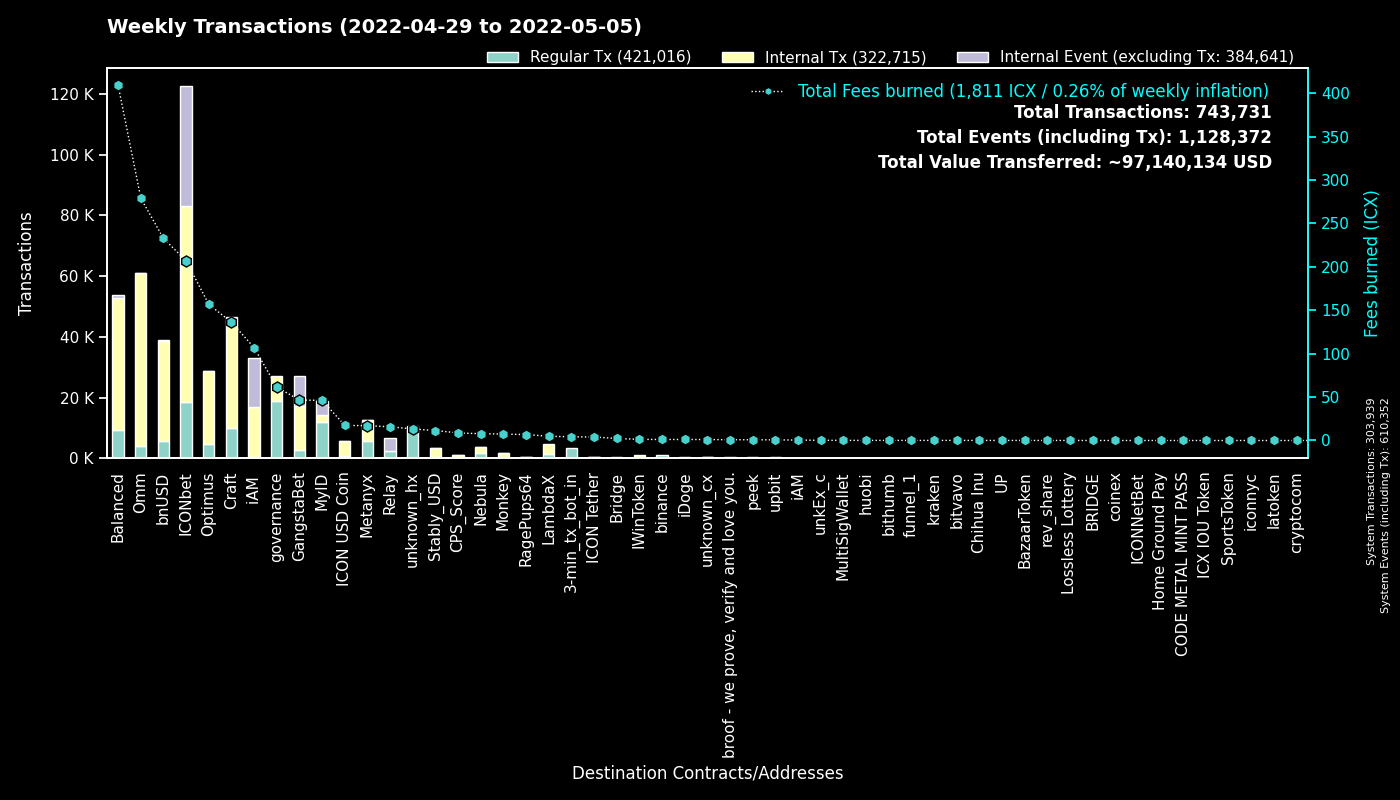 Weekly Transactions (2022-04-29 to 2022-05-05)
Regular Tx (421,016)
Internal Tx (322,715)
Internal Event (excluding Tx: 384,641)
Total Fees burned (1,811 ICX / 0.26% of weekly inflation)
Total Transactions: 743,731
Total Events (including Tx): 1,128,372
Total Value Transferred: ~97,140,134 USD
Transactions
120 K
100 K
80 K
60 K
40 K
20 K
0 K
400
350
300
250
200
150
100
50
0
Fees burned (ICX)
System Transactions: 303,939
System Events (including Tx): 610,352
Balanced
Omm
bnUSD
ICONbet
Optimus
Craft
iAM
governance
GangstaBet
MyID
ICON USD Coin
Metanyx
Relay
unknown_hx
Stably_USD
CPS_Score
Nebula
Monkey
RagePups64
LambdaX
3-min_tx_bot_in
ICON Tether
Bridge
IWinToken
binance
iDoge
unknown_cx
broof - we prove, verify and love you.
peek
upbit
iAM
unkEx_c
MultiSigWallet
huobi
bithumb
funnel_1
kraken
bitvavo
Chihua Inu
UP
BazaarToken
rev_share
Lossless Lottery
BRIDGE
coinex
ICONNetBet
Home Ground Pay
CODE METAL MINT PASS
ICX IOU Token
SportsToken
iconnyc
latoken
cryptocom
Destination Contracts/Addresses